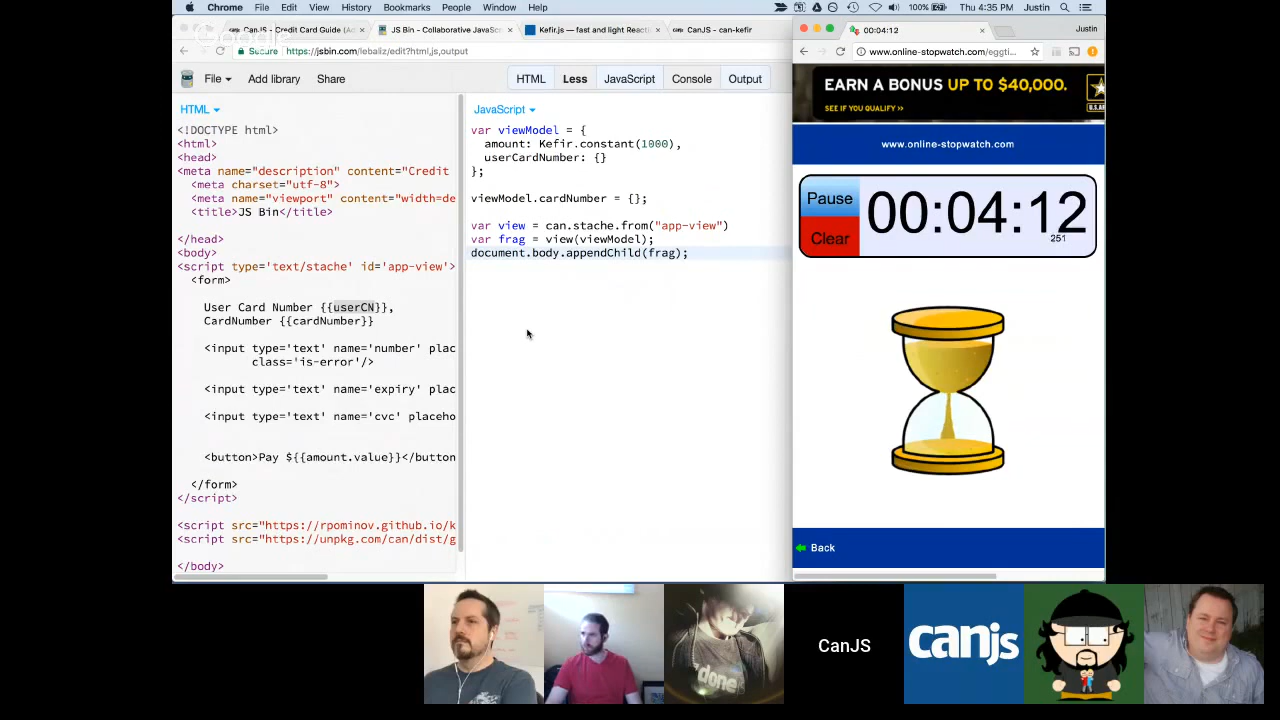 Chrome File Edit View History Bookmarks People Window Help 100% Thu 4:35 PM Justin
CanJS - Credit Card Guide (Ad
JS Bin - Collaborative JavaSc
Kefir.js — fast and light Reacti
CanJS - can-kefir
Secure https://jsbin.com/lebaliz/edit?html,js,output
File Add library Share HTML Less JavaScript Console Output
HTML
<!DOCTYPE html>
<html>
<head>
<meta name="description" content="Credit
<meta charset="utf-8">
<meta name="viewport" content="width=de
<title>JS Bin</title>
</head>
<body>
<script type='text/stache' id='app-view'>
<form>
User Card Number {{userCN}},
CardNumber {{cardNumber}}
<input type='text' name='number' plac
class='is-error'/>
<input type='text' name='expiry' plac
<input type='text' name='cvc' placeho
<button>Pay ${{amount.value}}</button
</form>
</script>
<script src="https://rpominov.github.io/k
<script src="https://unpkg.com/can/dist/g
</body>
JavaScript
var viewModel = {
amount: Kefir.constant(1000),
userCardNumber: {}
};
viewModel.cardNumber = {};
var view = can.stache.from("app-view")
var frag = view(viewModel);
document.body.appendChild(frag);
00:04:12
Justin
www.online-stopwatch.com/eggti...
EARN A BONUS UP TO $40,000.
SEE IF YOU QUALIFY >>
www.online-stopwatch.com
Pause
Clear
00:04:12
251
Back
done
CanJS
canjs